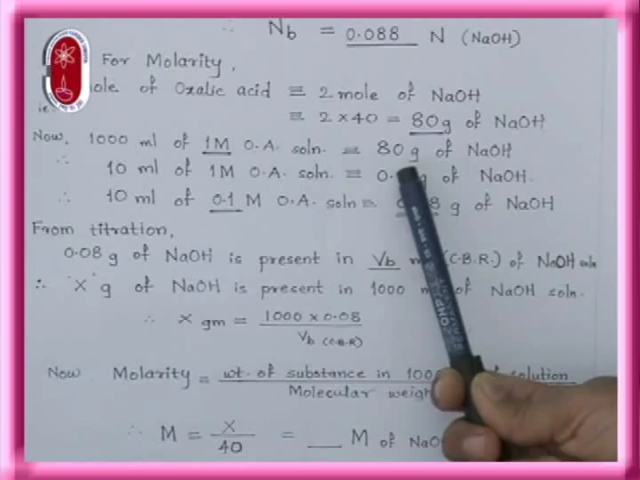 ∴ Nb = 0.088 N (NaOH)
For Molarity,
mole of Oxalic acid ≡ 2 mole of NaOH
ie. ≡ 2 × 40 = 80g of NaOH
Now, 1000 ml of 1M O.A. soln. ≡ 80 g of NaOH
∴ 10 ml of 1M O.A. soln. ≡ 0. g of NaOH.
∴ 10 ml of 0.1 M O.A. soln ≡ 8 g of NaOH
From titration,
0.08 g of NaOH is present in Vb m (C.B.R.) of NaOH soln
∴ "X" g of NaOH is present in 1000 m of NaOH soln.
∴ X gm = 1000 × 0.08 / Vb (C.B.R)
Now Molarity = wt. of substance in 100 of solution / Molecular weig
∴ M = X / 40 = ___ M of NaO